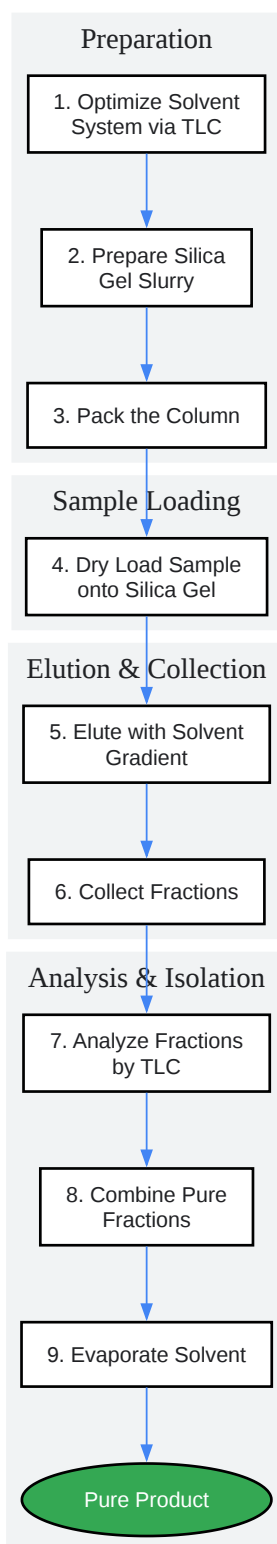 Preparation
1. Optimize Solvent
System via TLC
2. Prepare Silica
Gel Slurry
3. Pack the Column
Sample Loading
4. Dry Load Sample
onto Silica Gel
Elution & Collection
5. Elute with Solvent
Gradient
6. Collect Fractions
Analysis & Isolation
7. Analyze Fractions
by TLC
8. Combine Pure
Fractions
9. Evaporate Solvent
Pure Product